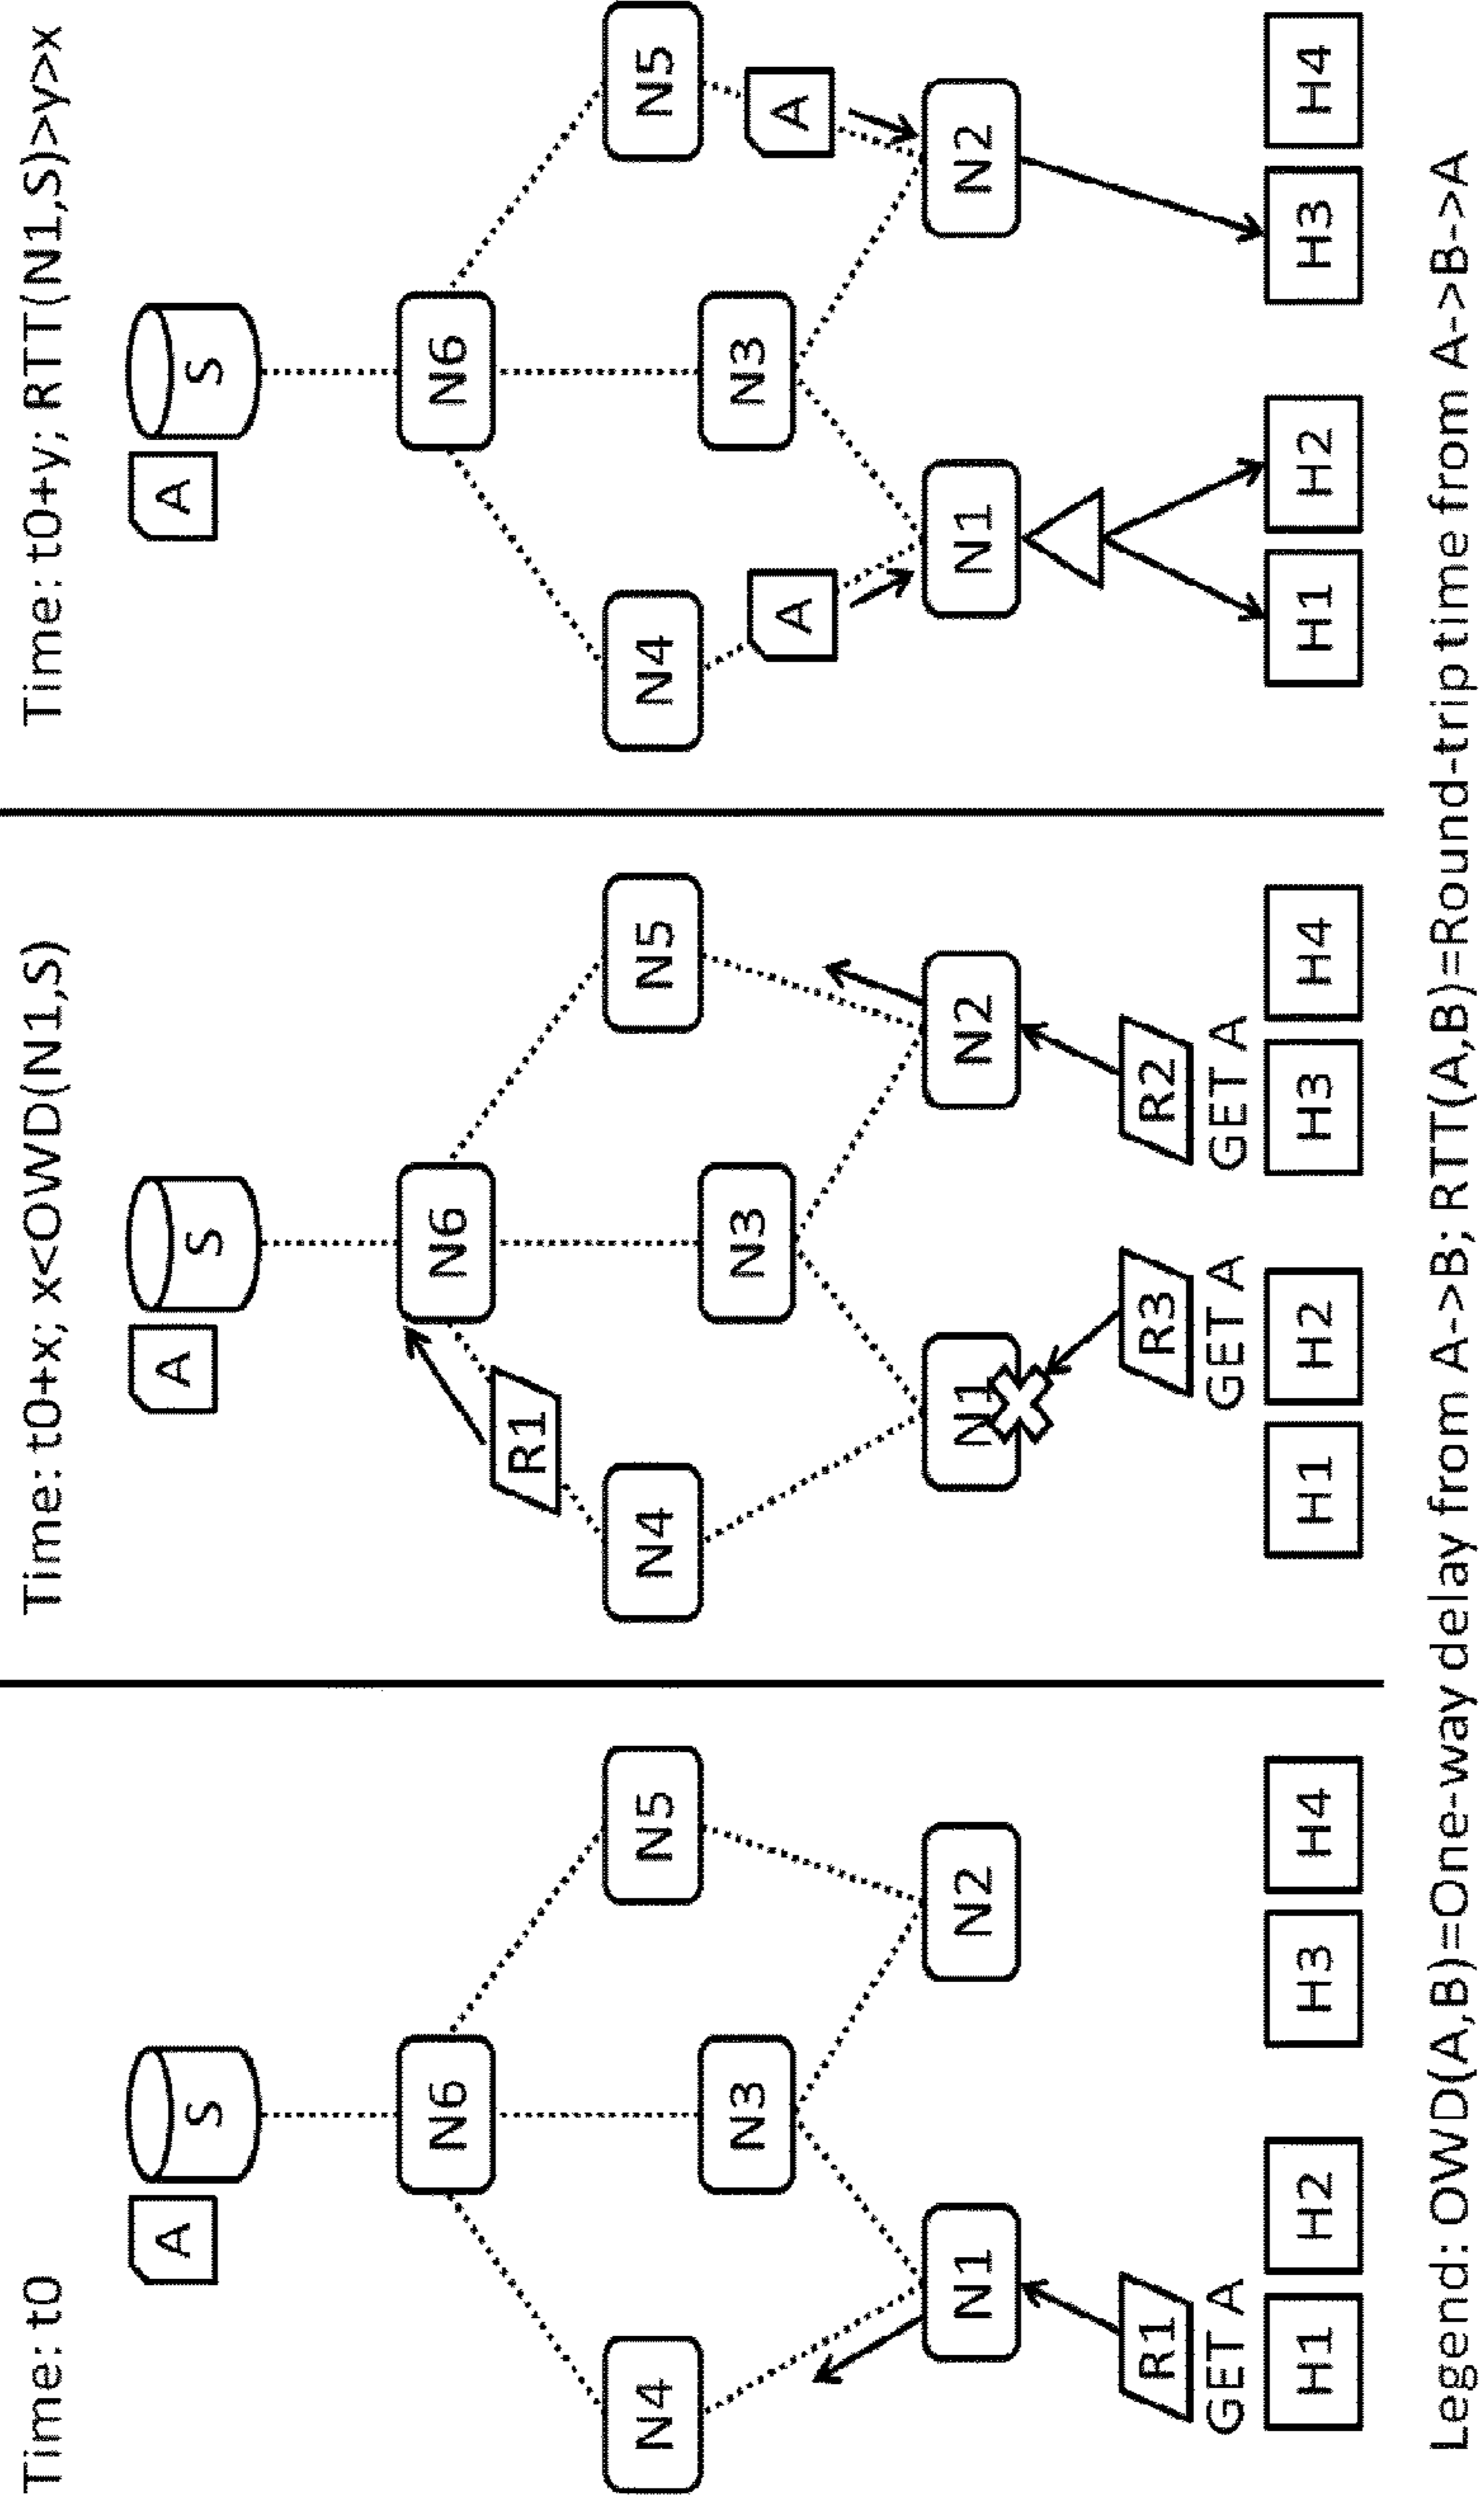 Time: t0
A
S
N6
N4
N3
N5
N1
N2
R1
GET A
H1
H2
H3
H4
Time: t0+x; x<OWD(N1,S)
A
S
N6
R1
N4
N3
N5
N1
N2
R3
GET A
R2
GET A
H1
H2
H3
H4
Time: t0+y; RTT(N1,S)>y>x
A
S
N6
N4
N3
N5
A
A
N1
N2
H1
H2
H3
H4
Legend: OWD(A,B)=One-way delay from A->B; RTT(A,B)=Round-trip time from A->B->A